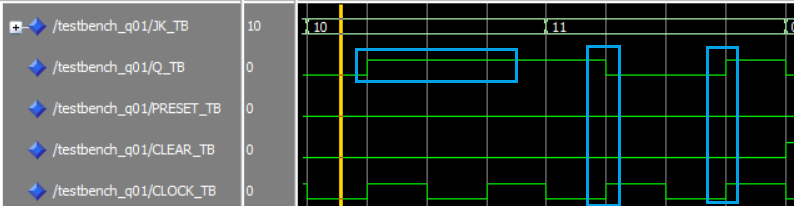 /testbench_q01/JK_TB 10 10 11
/testbench_q01/Q_TB 0
/testbench_q01/PRESET_TB 0
/testbench_q01/CLEAR_TB 0
/testbench_q01/CLOCK_TB 0